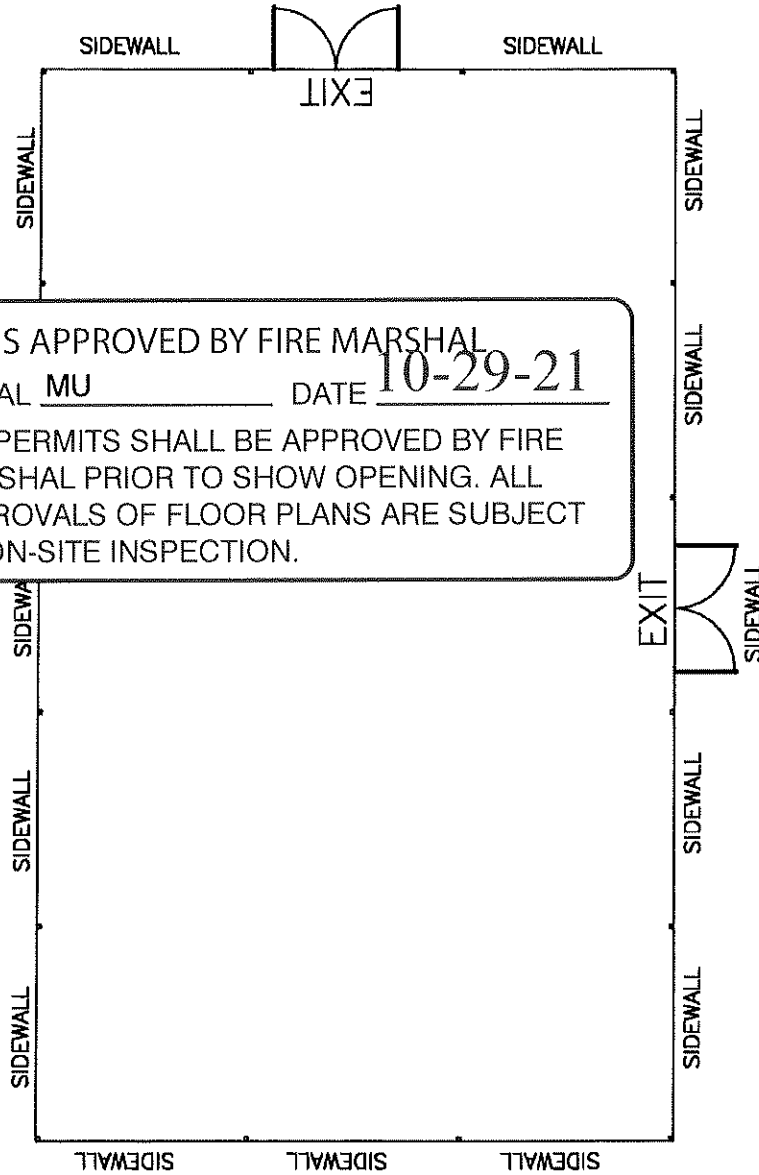 SIDEWALL SIDEWALL
EXIT
SIDEWALL
SIDEWALL
S APPROVED BY FIRE MARSHAL
AL MU DATE 10-29-21
PERMITS SHALL BE APPROVED BY FIRE
SHAL PRIOR TO SHOW OPENING. ALL
ROVALS OF FLOOR PLANS ARE SUBJECT
ON-SITE INSPECTION.
SIDEWALL
SIDEWA
EXIT
SIDEWALL
SIDEWALL
SIDEWALL
SIDEWALL
SIDEWALL
SIDEWALL SIDEWALL SIDEWALL